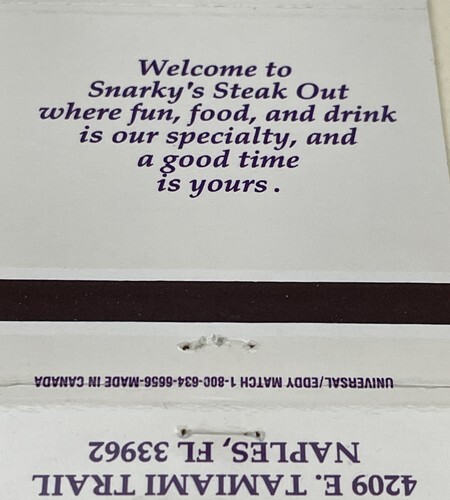 Welcome to
Snarky's Steak Out
where fun, food, and drink
is our specialty, and
a good time
is yours .
UNIVERSAL/EDDY MATCH 1-800-634-6656-MADE IN CANADA
4209 E. TAMIAMI TRAIL
NAPLES, FL 33962